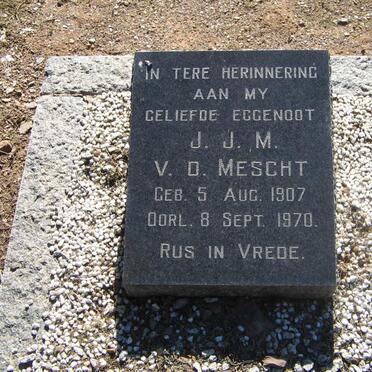 IN TERE HERINNERING
AAN MY
GELIEFDE EGGENOOT
J. J. M.
V. D. MESCHT
GEB. 5 AUG. 1907
OORL. 8 SEPT. 1970.
RUS IN VREDE.